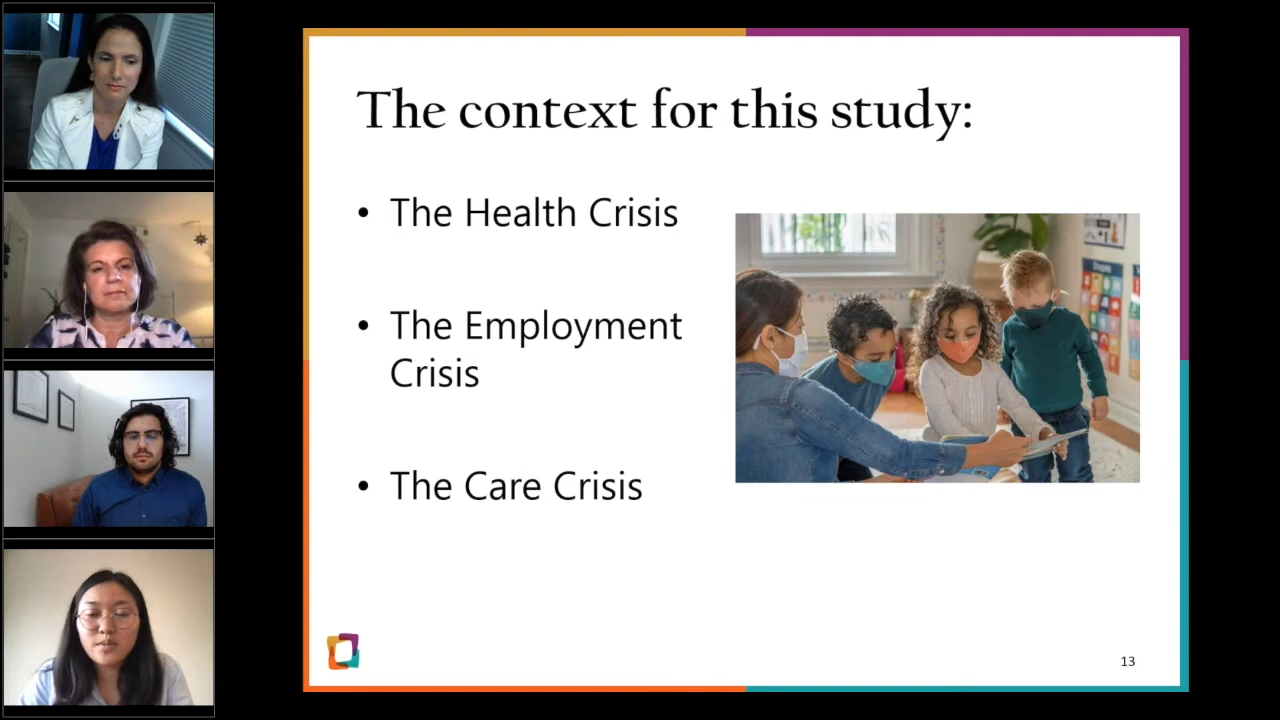 The context for this study:
• The Health Crisis
• The Employment
Crisis
• The Care Crisis
13